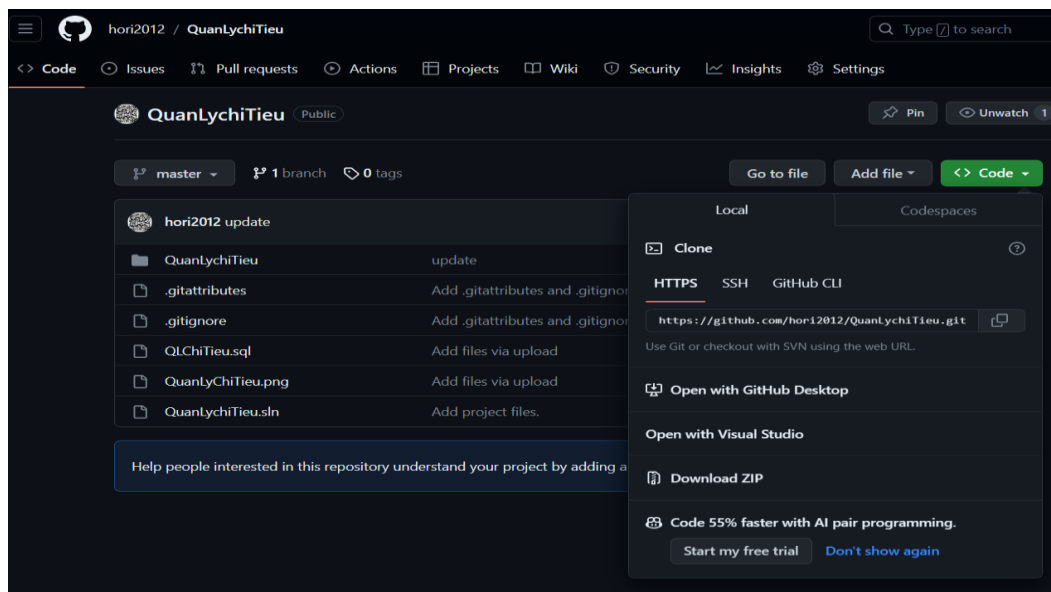 hori2012 / QuanLychiTieu
Type / to search
<> Code Issues Pull requests Actions Projects Wiki Security Insights Settings
QuanLychiTieu Public
Pin Unwatch 1
master 1 branch 0 tags
Go to file Add file <> Code
hori2012 update
QuanLychiTieu update
.gitattributes Add .gitattributes and .gitignor
.gitignore Add .gitattributes and .gitignor
QLChiTieu.sql Add files via upload
QuanLyChiTieu.png Add files via upload
QuanLychiTieu.sln Add project files.
Help people interested in this repository understand your project by adding a
Local Codespaces
Clone
HTTPS SSH GitHub CLI
https://github.com/hori2012/QuanLychiTieu.git
Use Git or checkout with SVN using the web URL.
Open with GitHub Desktop
Open with Visual Studio
Download ZIP
Code 55% faster with AI pair programming.
Start my free trial Don't show again